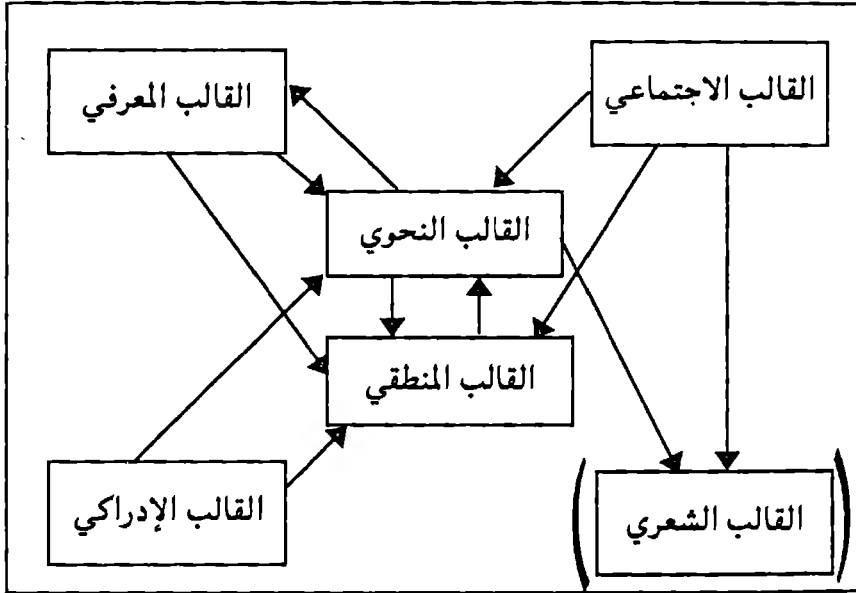 القالب الاجتماعي
القالب المعرفي
القالب النحوي
القالب المنطقي
القالب الإدراكي
(القالب الشعري)